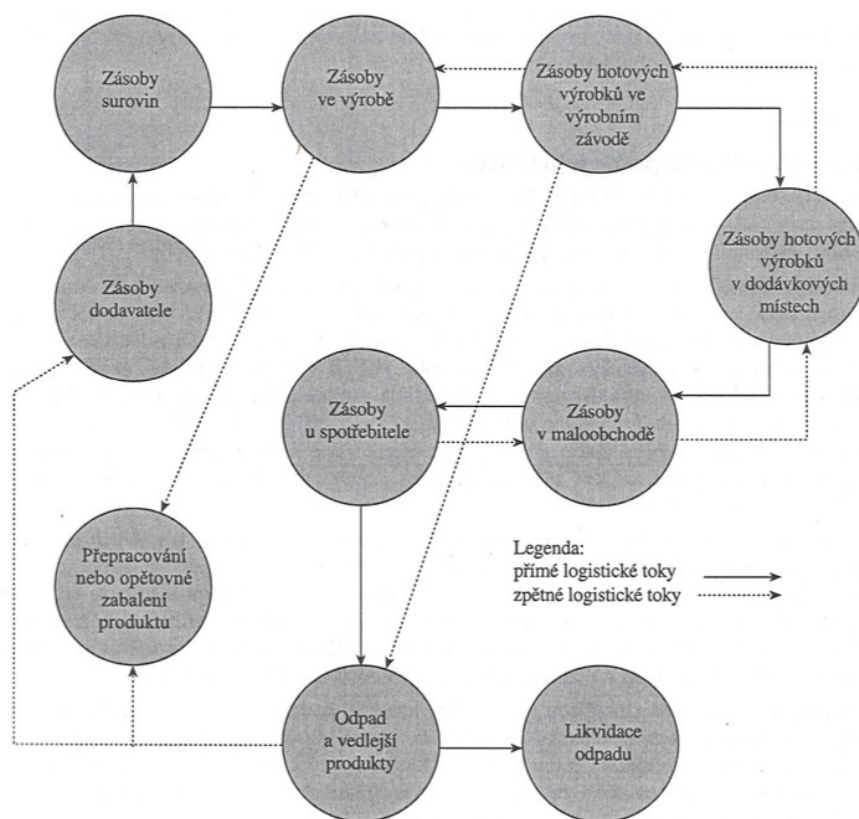 Zásoby
surovin
Zásoby
ve výrobě
Zásoby hotových
výrobků ve
výrobním
závodě
Zásoby
dodavatele
Zásoby hotových
výrobků
v dodávkových
místech
Zásoby
u spotřebitele
Zásoby
v maloobchodě
Přepracování
nebo opětovné
zabalení
produktu
Legenda:
přímé logistické toky
zpětné logistické toky
Odpad
a vedlejší
produkty
Likvidace
odpadu